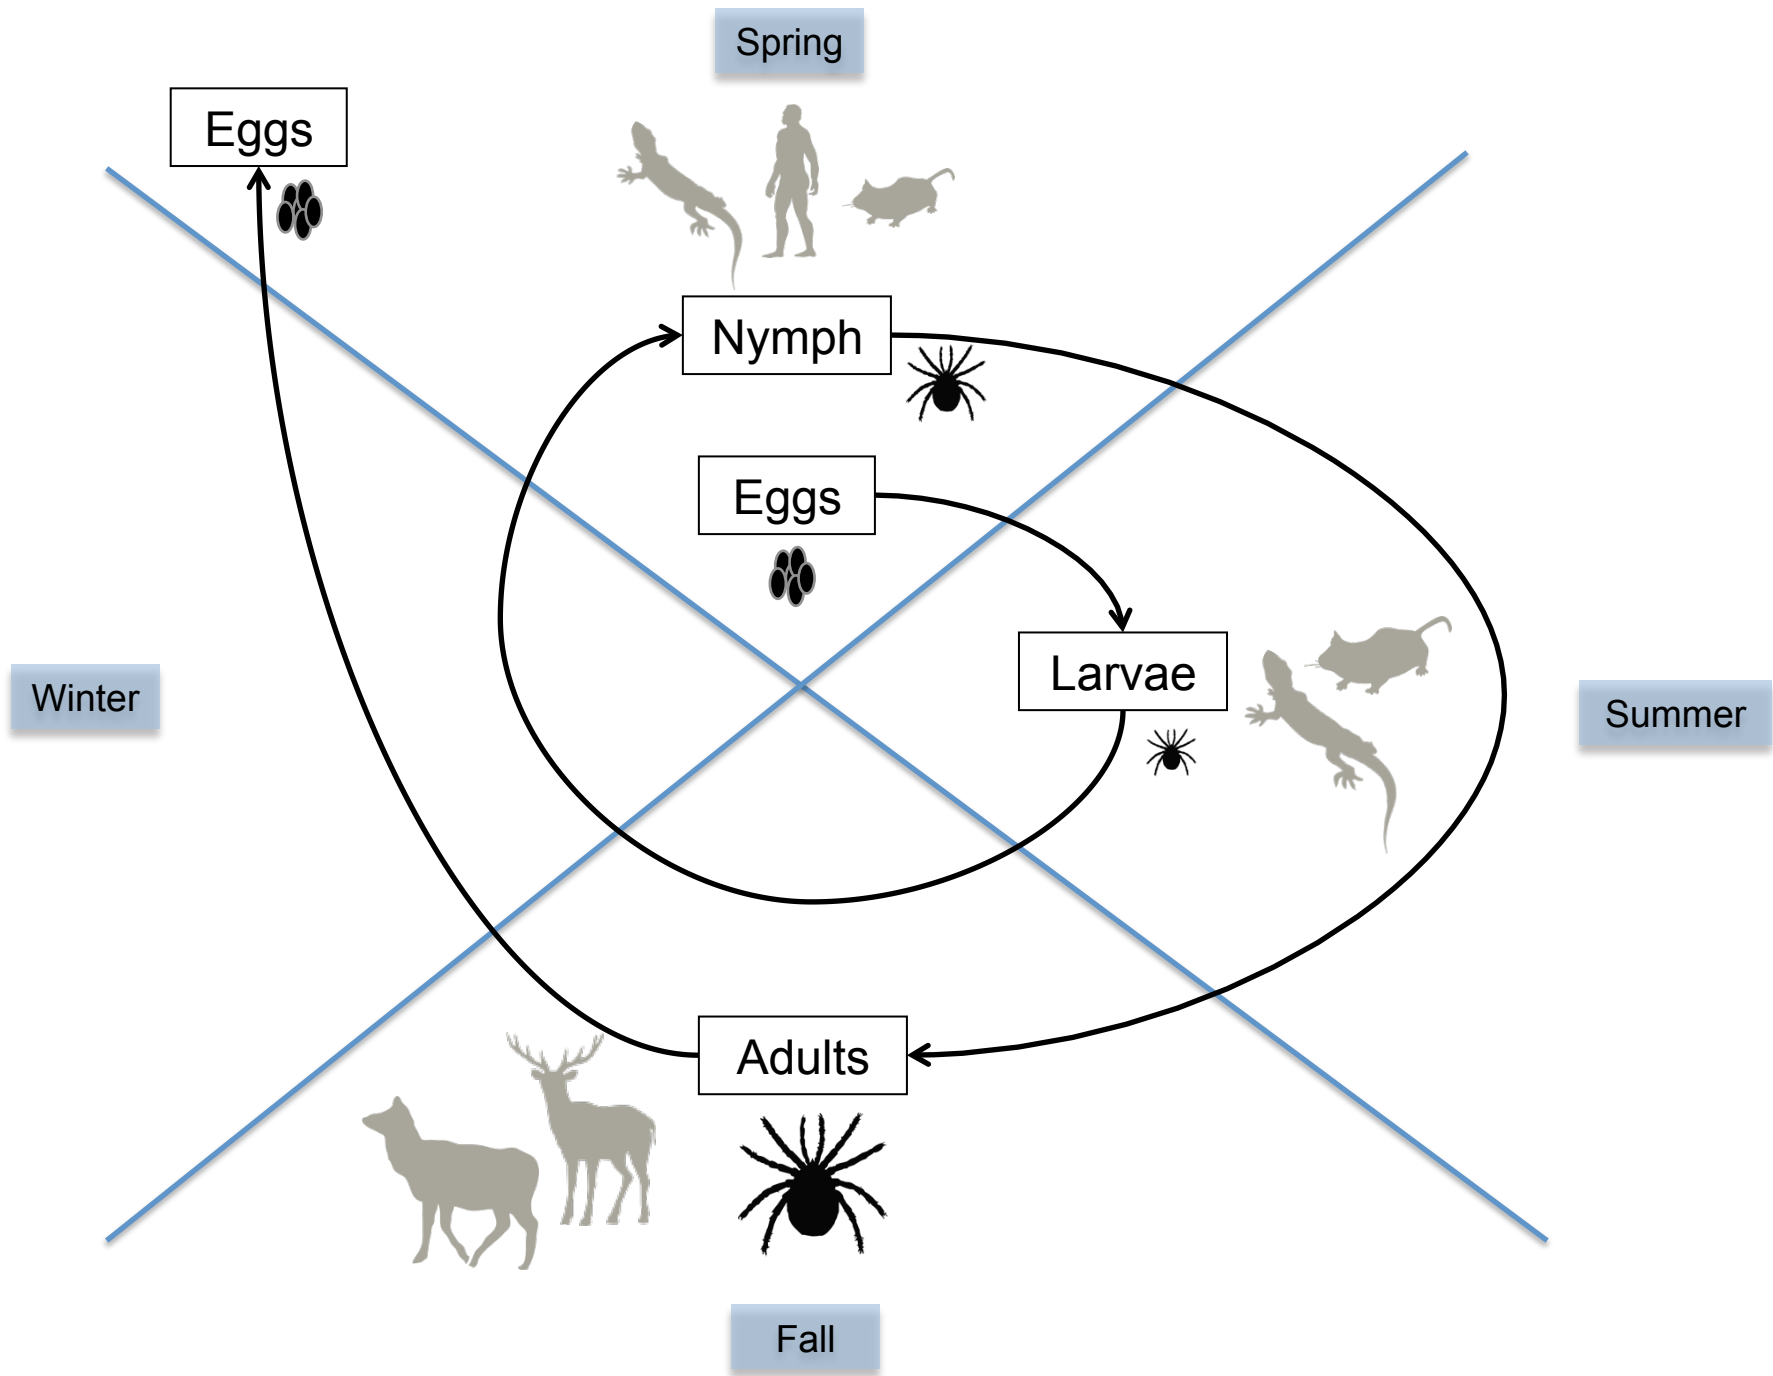 Spring
Eggs
Nymph
Eggs
Larvae
Winter
Summer
Adults
Fall